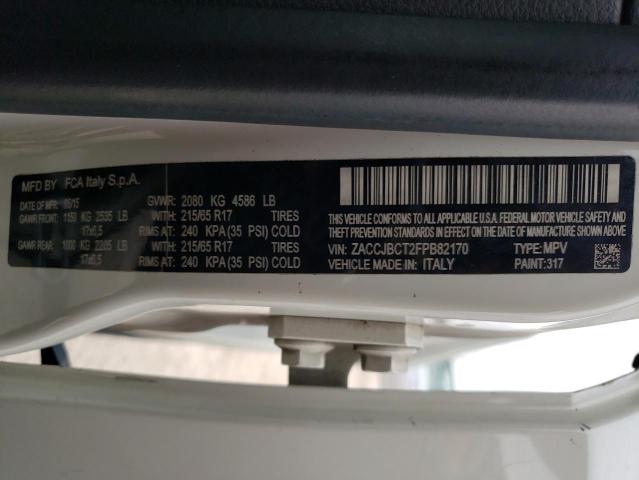 MFD BY FCA Italy S.p.A.
DATE OF MFR: 05/15 GVWR: 2080 KG 4586 LB
GAWR FRONT: 1150 KG 2535 LB WITH: 215/65 R17 TIRES
17x6,5 RIMS AT: 240 KPA (35 PSI) COLD
GAWR REAR: 1000 KG 2205 LB WITH: 215/65 R17 TIRES
17x6,5 RIMS AT: 240 KPA (35 PSI) COLD
THIS VEHICLE CONFORMS TO ALL APPLICABLE U.S.A. FEDERAL MOTOR VEHICLE SAFETY AND
THEFT PREVENTION STANDARDS IN EFFECT ON THE DATE OF MANUFACTURE SHOWN ABOVE
VIN: ZACCJBCT2FPB82170 TYPE: MPV
VEHICLE MADE IN: ITALY PAINT: 317